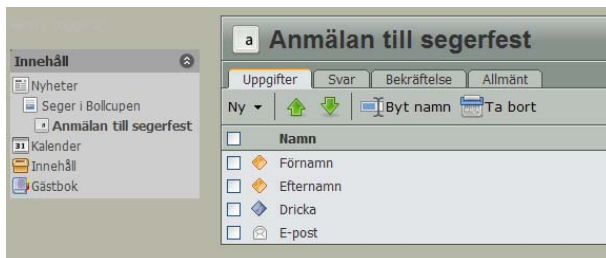 Innehåll
Nyheter
Seger i Bollcupen
a Anmälan till segerfest
31 Kalender
Innehåll
Gästbok
a Anmälan till segerfest
Uppgifter Svar Bekräftelse Allmänt
Ny Byt namn Ta bort
Namn
Förnamn
Efternamn
Dricka
E-post